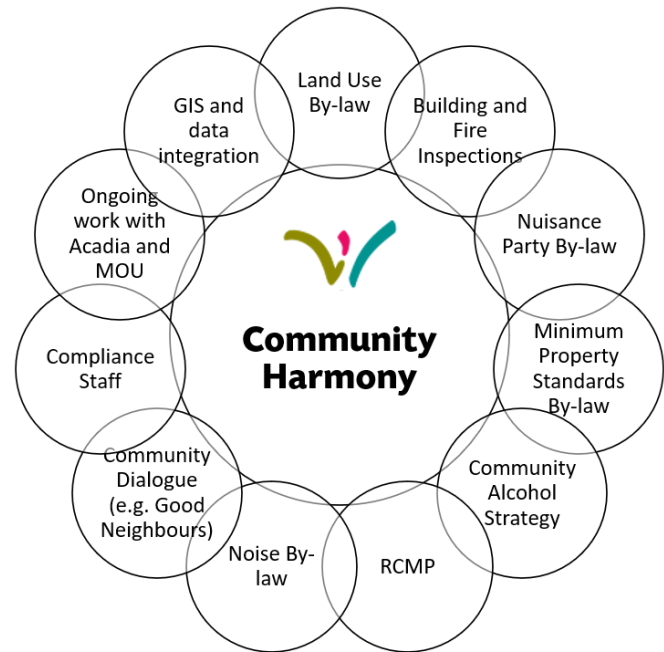 Land Use
By-law
Building and
Fire
Inspections
Nuisance
Party By-law
Minimum
Property
Standards
By-law
Community
Alcohol
Strategy
RCMP
Noise By-
law
Community
Dialogue
(e.g. Good
Neighbours)
Compliance
Staff
Ongoing
work with
Acadia and
MOU
GIS and
data
integration
Community
Harmony